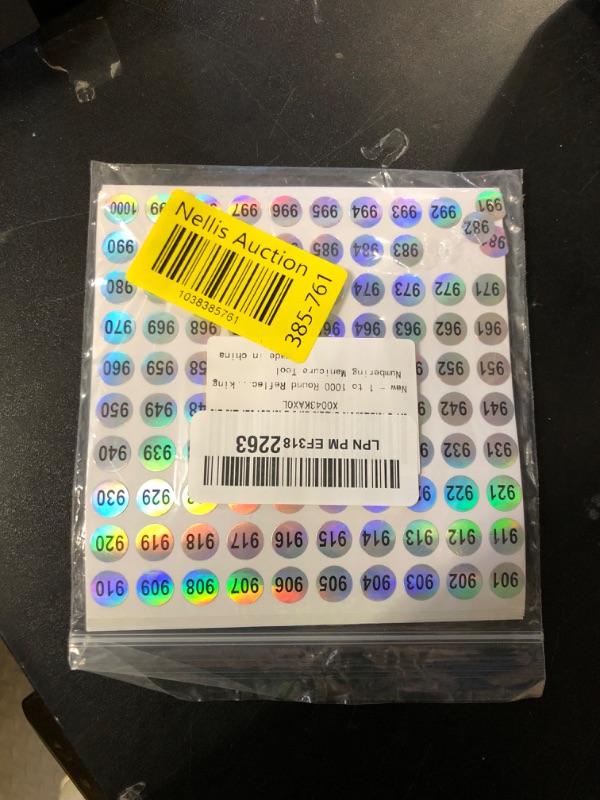 Nellis Auction
1038385761
385-761
LPN PM EF3182263
X0043KAX0L
New - 1 to 1000 Round Reflec...king
Numbering Manicure Tool
in china
901 902 903 904 905 906 907 908 909 910
911 912 913 914 915 916 917 918 919 920
921 922 929 930
931 932 939 940
941 942 949 950
951 952 959 960
961 962 963 964 968 969 970
971 972 973 974 980
982 983 984 985 990
991 992 993 994 995 996 997 1000